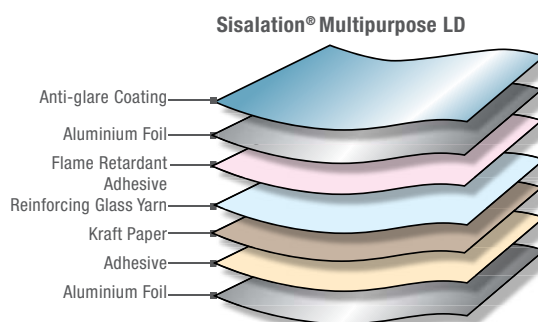 Sisalation® Multipurpose LD
Anti-glare Coating
Aluminium Foil
Flame Retardant
Adhesive
Reinforcing Glass Yarn
Kraft Paper
Adhesive
Aluminium Foil